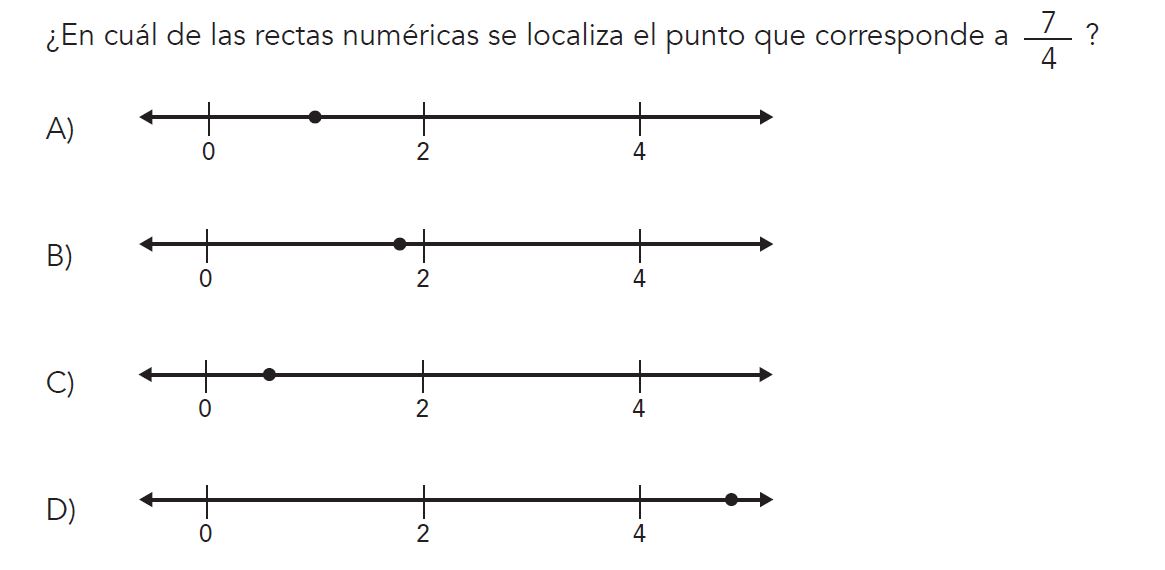 ¿En cuál de las rectas numéricas se localiza el punto que corresponde a 7/4 ?
A)
0 2 4
B)
0 2 4
C)
0 2 4
D)
0 2 4